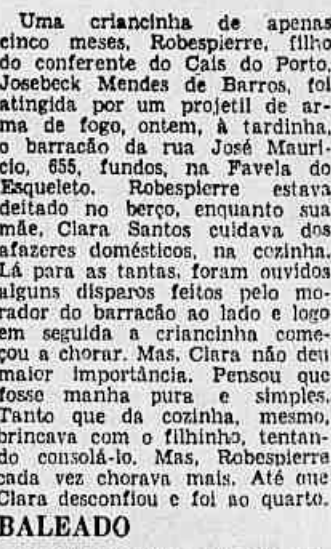 Uma criancinha de apenas
cinco meses, Robespierre, filho
do conferente do Cais do Porto,
Josebeck Mendes de Barros, foi
atingida por um projetil de ar-
ma de fogo, ontem, à tardinha,
o barracão da rua José Mauri-
cio, 655, fundos, na Favela do
Esqueleto. Robespierre estava
deitado no berço, enquanto sua
mãe, Clara Santos cuidava dos
afazeres domésticos, na cozinha.
Lá para as tantas, foram ouvidos
alguns disparos feitos pelo mo-
rador do barracão ao lado e logo
em seguida a criancinha come-
çou a chorar. Mas, Clara não deu
maior importância. Pensou que
fosse manha pura e simples.
Tanto que da cozinha, mesmo,
brincava com o filhinho, tentan-
do consolá-lo. Mas, Robespierre
cada vez chorava mais. Até que
Clara desconfiou e foi ao quarto.
BALEADO